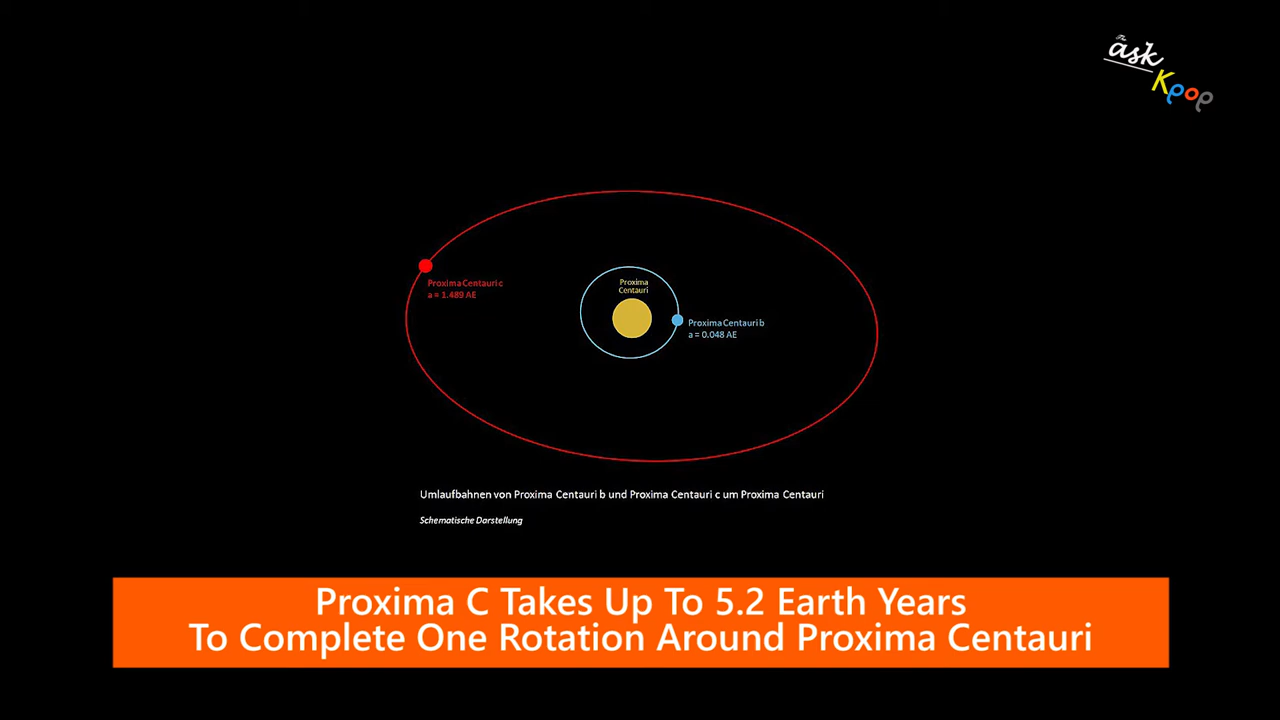 The
ask
Kpop
Proxima
Centauri
Proxima Centauri c
a = 1.489 AE
Proxima Centauri b
a = 0.048 AE
Umlaufbahnen von Proxima Centauri b und Proxima Centauri c um Proxima Centauri
Schematische Darstellung
Proxima C Takes Up To 5.2 Earth Years
To Complete One Rotation Around Proxima Centauri